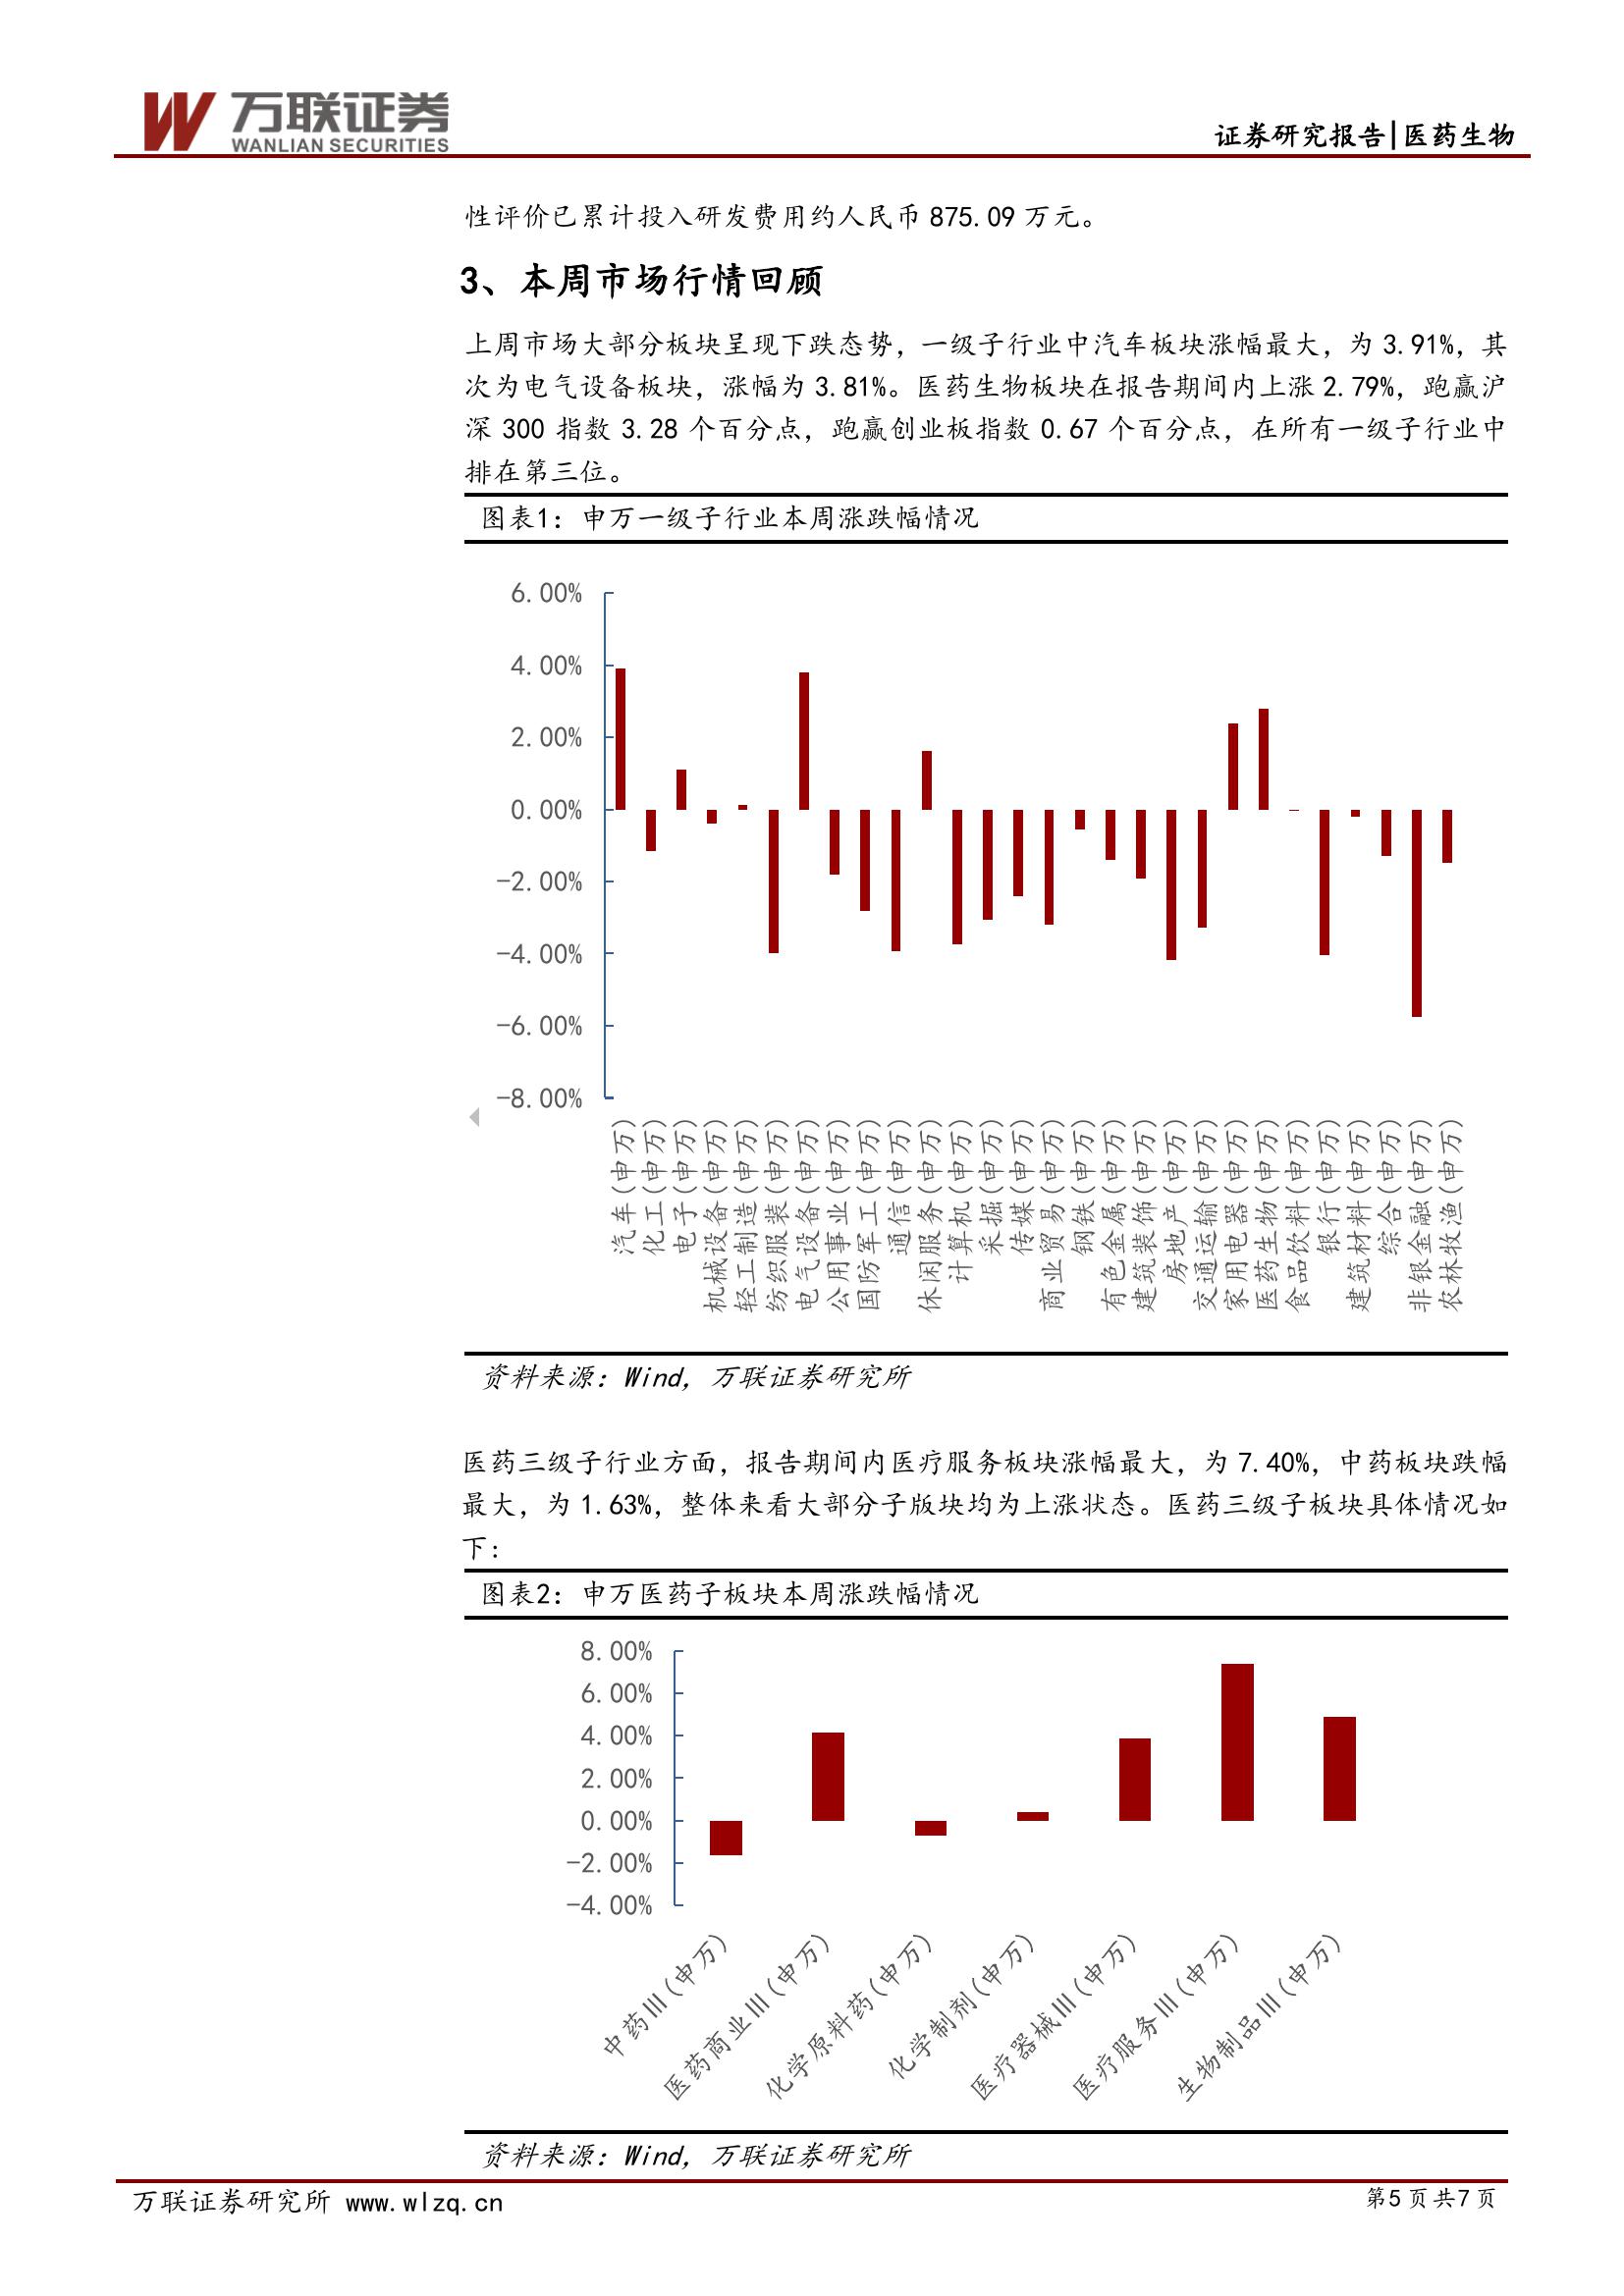 万联证券
WANLIAN SECURITIES
证券研究报告|医药生物
性评价已累计投入研发费用约人民币 875.09 万元。
3、本周市场行情回顾
上周市场大部分板块呈现下跌态势，一级子行业中汽车板块涨幅最大，为 3.91%，其
次为电气设备板块，涨幅为 3.81%。医药生物板块在报告期间内上涨 2.79%，跑赢沪
深 300 指数 3.28 个百分点，跑赢创业板指数 0.67 个百分点，在所有一级子行业中
排在第三位。
图表1：申万一级子行业本周涨跌幅情况
6.00%
4.00%
2.00%
0.00%
-2.00%
-4.00%
-6.00%
-8.00%
汽车(申万)
化工(申万)
电子(申万)
机械设备(申万)
轻工制造(申万)
纺织服装(申万)
电气设备(申万)
公用事业(申万)
国防军工(申万)
通信(申万)
休闲服务(申万)
计算机(申万)
采掘(申万)
传媒(申万)
商业贸易(申万)
钢铁(申万)
有色金属(申万)
建筑装饰(申万)
房地产(申万)
交通运输(申万)
家用电器(申万)
医药生物(申万)
食品饮料(申万)
银行(申万)
建筑材料(申万)
综合(申万)
非银金融(申万)
农林牧渔(申万)
资料来源：Wind, 万联证券研究所
医药三级子行业方面，报告期间内医疗服务板块涨幅最大，为 7.40%，中药板块跌幅
最大，为 1.63%，整体来看大部分子版块均为上涨状态。医药三级子板块具体情况如
下：
图表2：申万医药子板块本周涨跌幅情况
8.00%
6.00%
4.00%
2.00%
0.00%
-2.00%
-4.00%
中药Ⅲ(申万)
医药商业Ⅲ(申万)
化学原料药(申万)
化学制剂(申万)
医疗器械Ⅲ(申万)
医疗服务Ⅲ(申万)
生物制品Ⅲ(申万)
资料来源：Wind, 万联证券研究所
万联证券研究所 www.wlzq.cn
第5页共7页